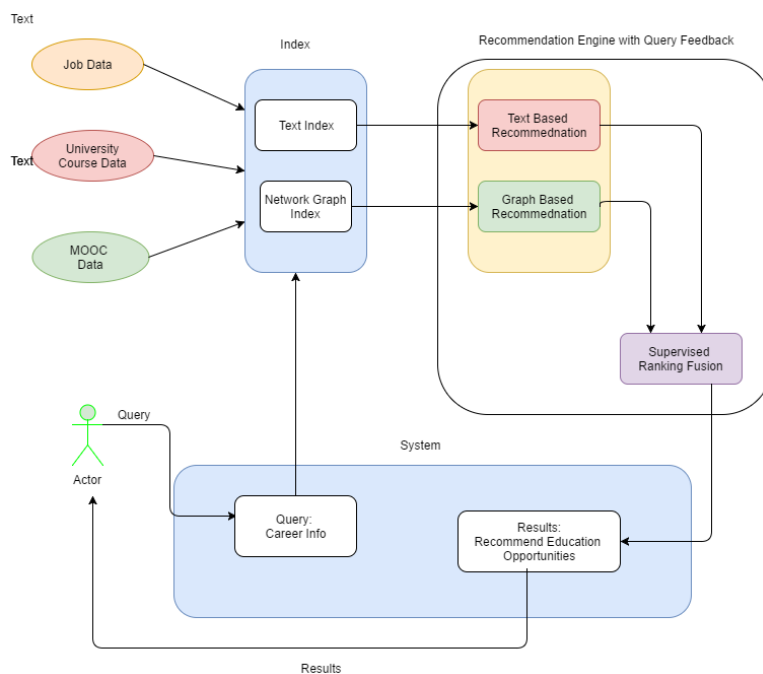 Text
Index
Recommendation Engine with Query Feedback
Job Data
Text Index
Text Based
Recommednation
University
Course Data
Text
Network Graph
Index
Graph Based
Recommednation
MOOC
Data
Supervised
Ranking Fusion
Query
System
Actor
Query:
Career Info
Results:
Recommend Education
Opportunities
Results